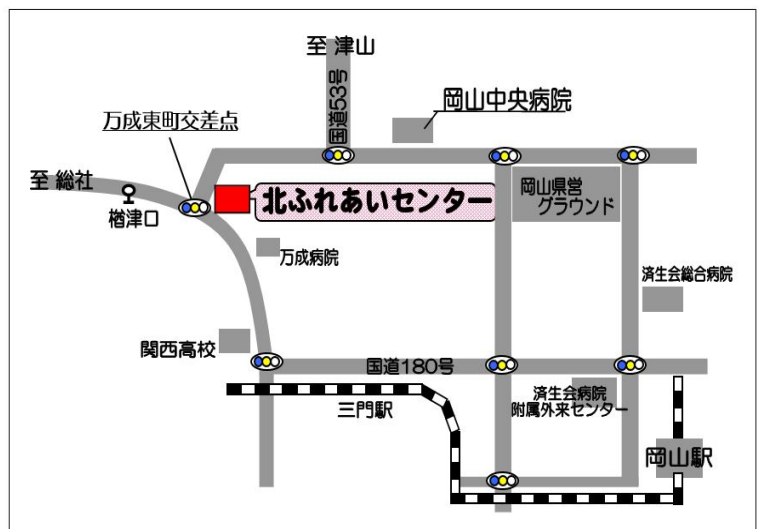 至 津山
国道53号
岡山中央病院
万成東町交差点
至 総社
楢津口
北ふれあいセンター
岡山県営
グラウンド
万成病院
済生会総合病院
関西高校
国道180号
三門駅
済生会病院
附属外来センター
岡山駅